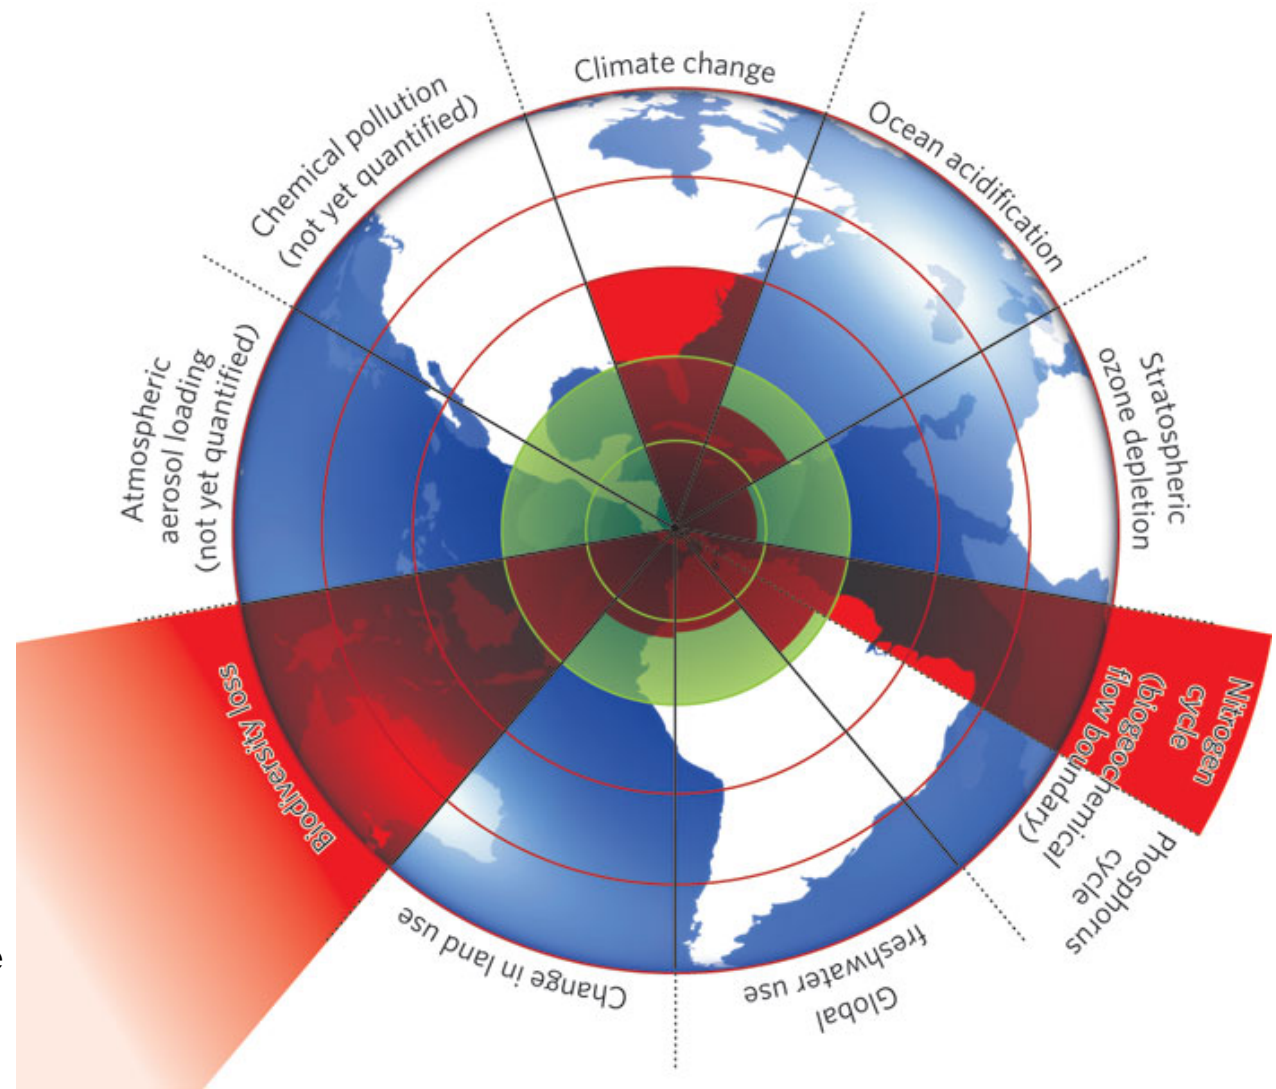 Climate change
Ocean acidification
Stratospheric
ozone depletion
Nitrogen
cycle
(biogeochemical
flow boundary)
Phosphorus
cycle
Global
freshwater use
Change in land use
Biodiversity loss
Atmospheric
aerosol loading
(not yet quantified)
Chemical pollution
(not yet quantified)
e